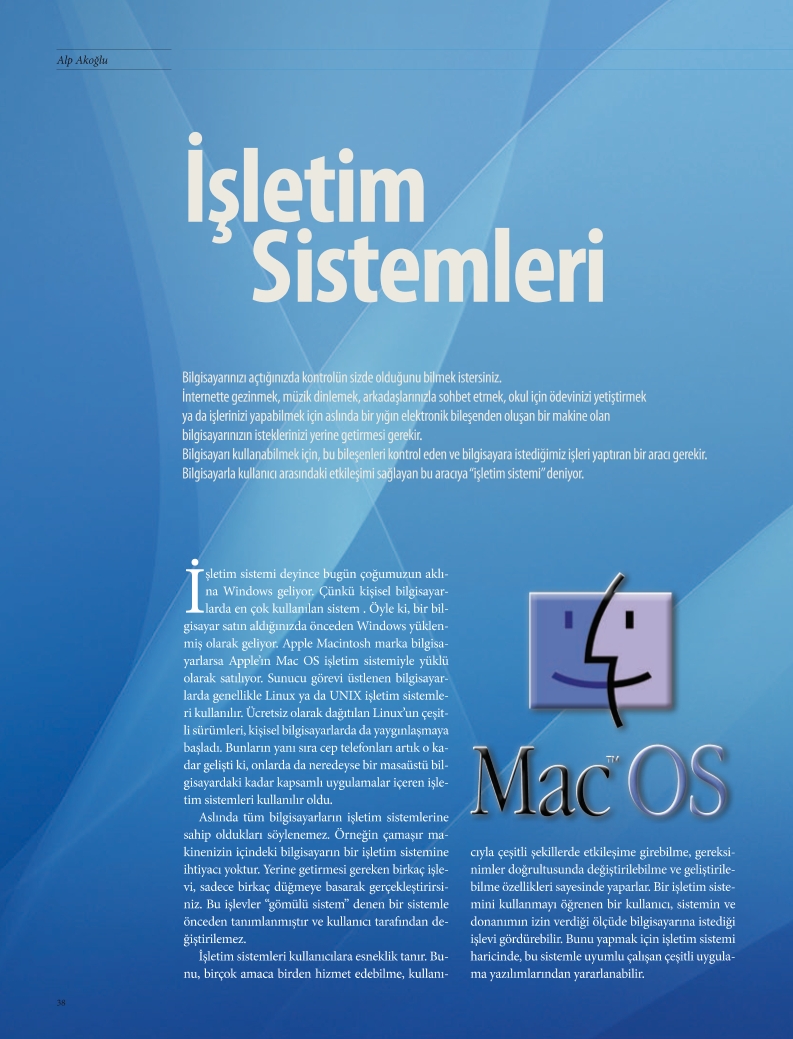 Alp Akoğlu
İşletim
Sistemleri
Bilgisayarınızı açtığınızda kontrolün sizde olduğunu bilmek istersiniz.
İnternette gezinmek, müzik dinlemek, arkadaşlarınızla sohbet etmek, okul için ödevinizi yetiştirmek
ya da işlerinizi yapabilmek için aslında bir yığın elektronik bileşenden oluşan bir makine olan
bilgisayarınızın isteklerinizi yerine getirmesi gerekir.
Bilgisayarı kullanabilmek için, bu bileşenleri kontrol eden ve bilgisayara istediğimiz işleri yaptıran bir aracı gerekir.
Bilgisayarla kullanıcı arasındaki etkileşimi sağlayan bu aracıya “işletim sistemi” deniyor.
İşletim sistemi deyince bugün çoğumuzun aklı-
na Windows geliyor. Çünkü kişisel bilgisayar-
larda en çok kullanılan sistem . Öyle ki, bir bil-
gisayar satın aldığınızda önceden Windows yüklen-
miş olarak geliyor. Apple Macintosh marka bilgisa-
yarlarsa Apple’ın Mac OS işletim sistemiyle yüklü
olarak satılıyor. Sunucu görevi üstlenen bilgisayar-
larda genellikle Linux ya da UNIX işletim sistemle-
ri kullanılır. Ücretsiz olarak dağıtılan Linux’un çeşit-
li sürümleri, kişisel bilgisayarlarda da yaygınlaşmaya
başladı. Bunların yanı sıra cep telefonları artık o ka-
dar gelişti ki, onlarda da neredeyse bir masaüstü bil-
gisayardaki kadar kapsamlı uygulamalar içeren işle-
tim sistemleri kullanılır oldu.
Aslında tüm bilgisayarların işletim sistemlerine
sahip oldukları söylenemez. Örneğin çamaşır ma-
kinenizin içindeki bilgisayarın bir işletim sistemine
ihtiyacı yoktur. Yerine getirmesi gereken birkaç işle-
vi, sadece birkaç düğmeye basarak gerçekleştirirsi-
niz. Bu işlevler “gömülü sistem” denen bir sistemle
önceden tanımlanmıştır ve kullanıcı tarafından de-
ğiştirilemez.
İşletim sistemleri kullanıcılara esneklik tanır. Bu-
nu, birçok amaca birden hizmet edebilme, kullanı-
Mac™ OS
cıyla çeşitli şekillerde etkileşime girebilme, gereksi-
nimler doğrultusunda değiştirilebilme ve geliştirile-
bilme özellikleri sayesinde yaparlar. Bir işletim siste-
mini kullanmayı öğrenen bir kullanıcı, sistemin ve
donanımın izin verdiği ölçüde bilgisayarına istediği
işlevi gördürebilir. Bunu yapmak için işletim sistemi
haricinde, bu sistemle uyumlu çalışan çeşitli uygula-
ma yazılımlarından yararlanabilir.
38